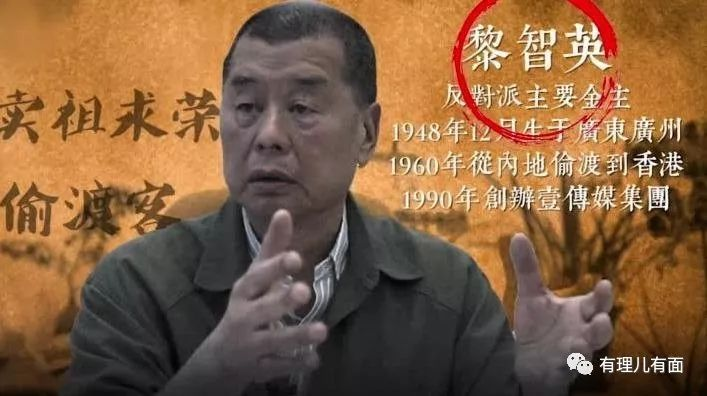 黎智英
反對派主要金主
1948年12月生于廣東廣州
1960年從內地偷渡到香港
1990年創辦壹傳媒集團
卖祖求荣
偷渡客
有理儿有面